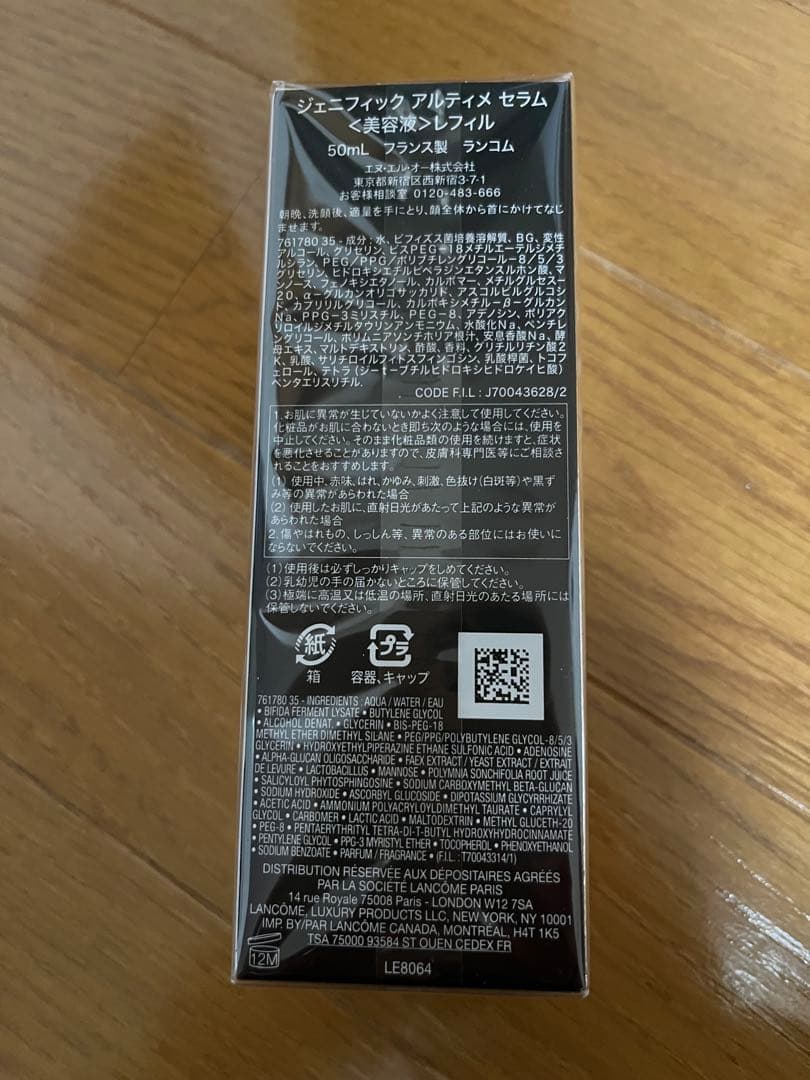 ジェニフィック アルティメ セラム
<美容液>レフィル
50mL フランス製 ランコム
エヌ・エル・オー株式会社
東京都新宿区西新宿3-7-1
お客様相談室 0120-483-666
朝晩、洗顔後、適量を手にとり、顔全体から首にかけてなじ
ませます。
761780 35 - 成分：水、ビフィズス菌培養溶解質、BG、変性
アルコール、グリセリン、ビスPEG-18メチルエーテルジメチ
ルシラン、PEG/PPG/ポリブチレングリコール-8/5/3
グリセリン、ヒドロキシエチルピペラジンエタンスルホン酸、マ
ンノース、フェノキシエタノール、カルボマー、メチルグルセス-
20、α-グルカンオリゴサッカリド、アスコルビルグルコシ
ド、カプリリルグリコール、カルボキシメチル-β-グルカン
Na、PPG-3ミリスチル、PEG-8、アデノシン、ポリアク
リロイルジメチルタウリンアンモニウム、水酸化Na、ペンチレ
ングリコール、ポリムニアソンチホリア根汁、安息香酸Na、酵
母エキス、マルトデキストリン、酢酸、香料、グリチルリチン酸2
K、乳酸、サリチロイルフィトスフィンゴシン、乳酸桿菌、トコフ
ェロール、テトラ(ジ-t-ブチルヒドロキシヒドロケイヒ酸)
ペンタエリスリチル.
CODE F.I.L : J70043628/2
1.お肌に異常が生じていないかよく注意して使用してください。
化粧品がお肌に合わないとき即ち次のような場合には、使用を
中止してください。そのまま化粧品類の使用を続けますと、症状
を悪化させることがありますので、皮膚科専門医等にご相談さ
れることをおすすめします。
(1) 使用中、赤味、はれ、かゆみ、刺激、色抜け(白斑等)や黒ず
み等の異常があらわれた場合
(2) 使用したお肌に、直射日光があたって上記のような異常が
あらわれた場合
2.傷やはれもの、しっしん等、異常のある部位にはお使いに
ならないでください。
(1)使用後は必ずしっかりキャップをしめてください。
(2)乳幼児の手の届かないところに保管してください。
(3)極端に高温又は低温の場所、直射日光のあたる場所には
保管しないでください。
紙 プラ
箱 容器、キャップ
761780 35 - INGREDIENTS : AQUA / WATER / EAU
• BIFIDA FERMENT LYSATE • BUTYLENE GLYCOL
• ALCOHOL DENAT. • GLYCERIN • BIS-PEG-18
METHYL ETHER DIMETHYL SILANE • PEG/PPG/POLYBUTYLENE GLYCOL-8/5/3
GLYCERIN • HYDROXYETHYLPIPERAZINE ETHANE SULFONIC ACID • ADENOSINE
• ALPHA-GLUCAN OLIGOSACCHARIDE • FAEX EXTRACT / YEAST EXTRACT / EXTRAIT
DE LEVURE • LACTOBACILLUS • MANNOSE • POLYMNIA SONCHIFOLIA ROOT JUICE
• SALICYLOYL PHYTOSPHINGOSINE • SODIUM CARBOXYMETHYL BETA-GLUCAN
• SODIUM HYDROXIDE • ASCORBYL GLUCOSIDE • DIPOTASSIUM GLYCYRRHIZATE
• ACETIC ACID • AMMONIUM POLYACRYLOYLDIMETHYL TAURATE • CAPRYLYL
GLYCOL • CARBOMER • LACTIC ACID • MALTODEXTRIN • METHYL GLUCETH-20
• PEG-8 • PENTAERYTHRITYL TETRA-DI-T-BUTYL HYDROXYHYDROCINNAMATE
• PENTYLENE GLYCOL • PPG-3 MYRISTYL ETHER • TOCOPHEROL • PHENOXYETHANOL
• SODIUM BENZOATE • PARFUM / FRAGRANCE • (F.I.L. : T70043314/1)
DISTRIBUTION RÉSERVÉE AUX DÉPOSITAIRES AGRÉÉS
PAR LA SOCIÉTÉ LANCÔME PARIS
14 rue Royale 75008 Paris - LONDON W12 7SA
LANCÔME, LUXURY PRODUCTS LLC, NEW YORK, NY 10001
IMP. BY/PAR LANCÔME CANADA, MONTRÉAL, H4T 1K5
TSA 75000 93584 ST OUEN CEDEX FR
12M
LE8064